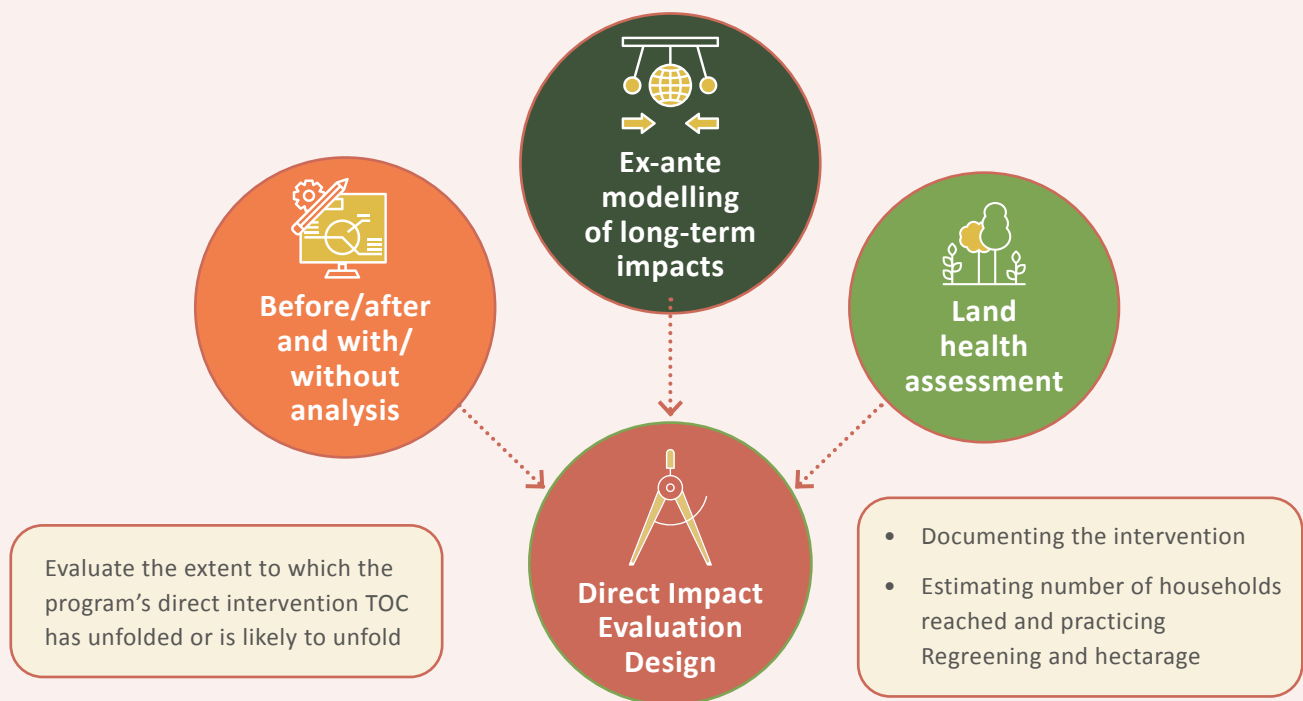 Ex-ante
modelling
of long-term
impacts
Before/after
and with/
without
analysis
Land
health
assessment
Direct Impact
Evaluation
Design
Evaluate the extent to which the
program’s direct intervention TOC
has unfolded or is likely to unfold
• Documenting the intervention
• Estimating number of households
reached and practicing
Regreening and hectarage